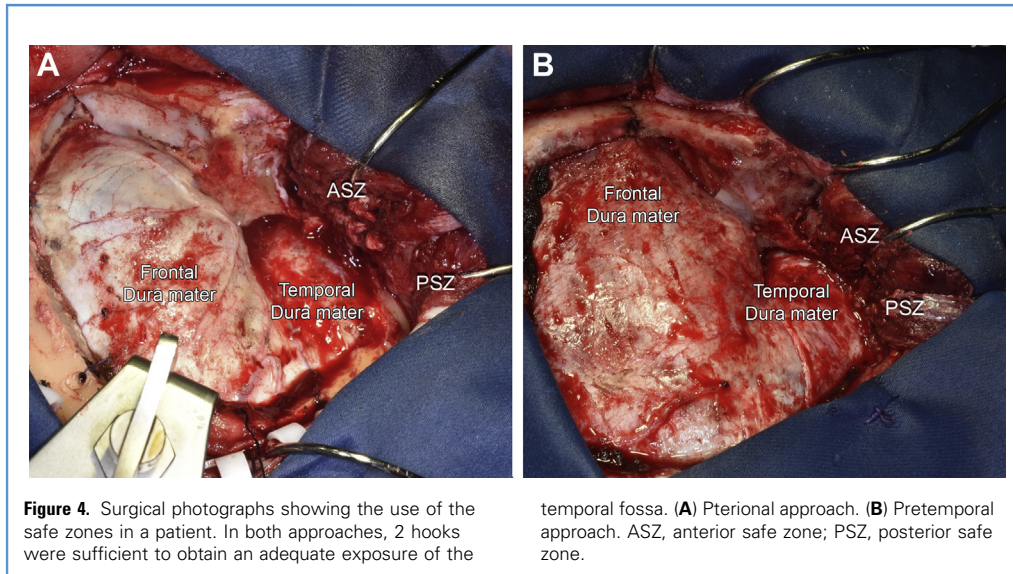 A
ASZ
PSZ
Frontal
Dura mater
Temporal
Dura mater
B
Frontal
Dura mater
ASZ
Temporal
Dura mater
PSZ
Figure 4. Surgical photographs showing the use of the
safe zones in a patient. In both approaches, 2 hooks
were sufficient to obtain an adequate exposure of the
temporal fossa. (A) Pterional approach. (B) Pretemporal
approach. ASZ, anterior safe zone; PSZ, posterior safe
zone.